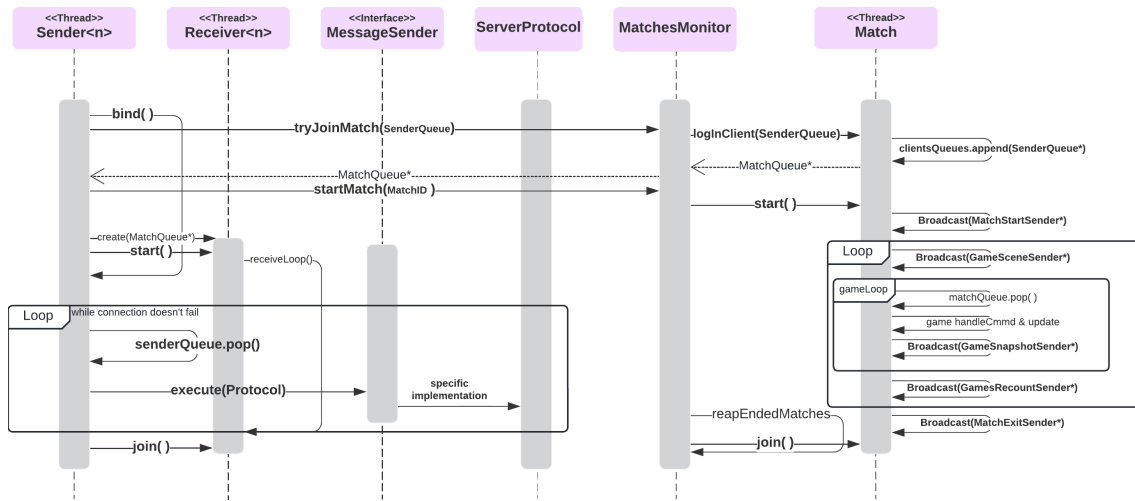 <<Thread>>
Sender<n>
<<Thread>>
Receiver<n>
<<Interface>>
MessageSender
ServerProtocol
MatchesMonitor
<<Thread>>
Match
bind( )
tryJoinMatch(SenderQueue)
logInClient(SenderQueue)
clientsQueues.append(SenderQueue*)
MatchQueue*
MatchQueue*
startMatch(MatchID )
start( )
Broadcast(MatchStartSender*)
create(MatchQueue*)
start( )
receiveLoop()
Loop
Broadcast(GameSceneSender*)
gameLoop
matchQueue.pop( )
game handleCmmd & update
Broadcast(GameSnapshotSender*)
Loop
while connection doesn't fail
senderQueue.pop()
execute(Protocol)
specific
implementation
Broadcast(GamesRecountSender*)
reapEndedMatches
Broadcast(MatchExitSender*)
join( )
join( )